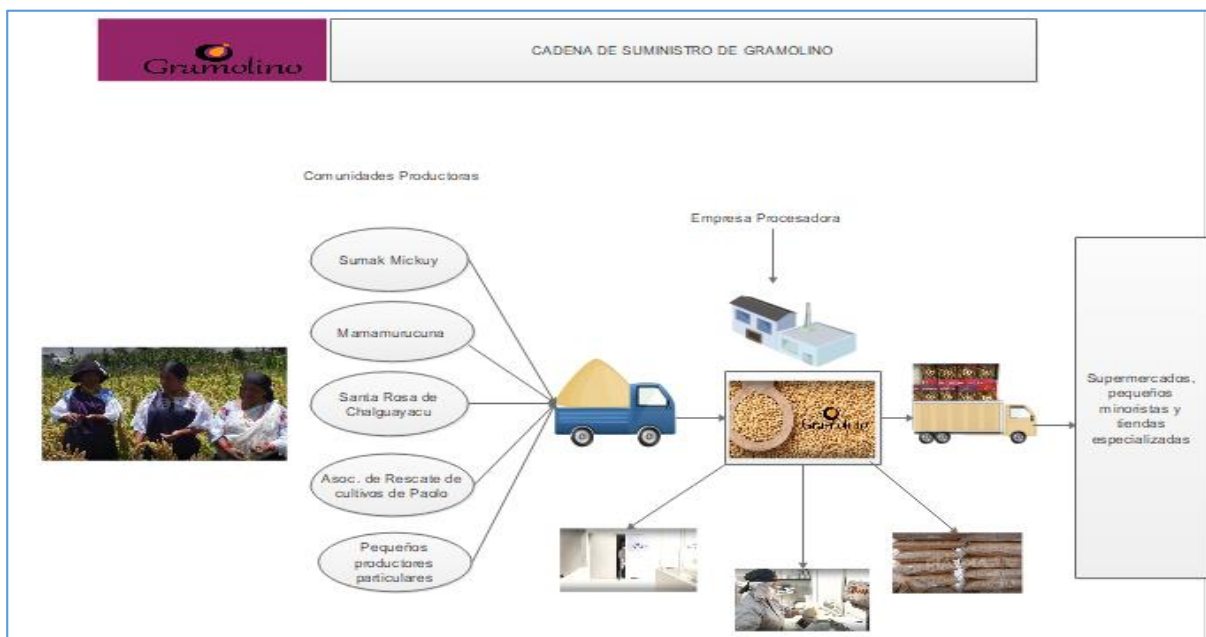 Gramolino
CADENA DE SUMINISTRO DE GRAMOLINO
Comunidades Productoras
Empresa Procesadora
Sumak Mickuy
Mamamurucuna
Santa Rosa de
Chalguayacu
Asoc. de Rescate de
cultivos de Paolo
Pequeños
productores
particulares
Gramolino
Supermercados,
pequeños
minoristas y
tiendas
especializadas